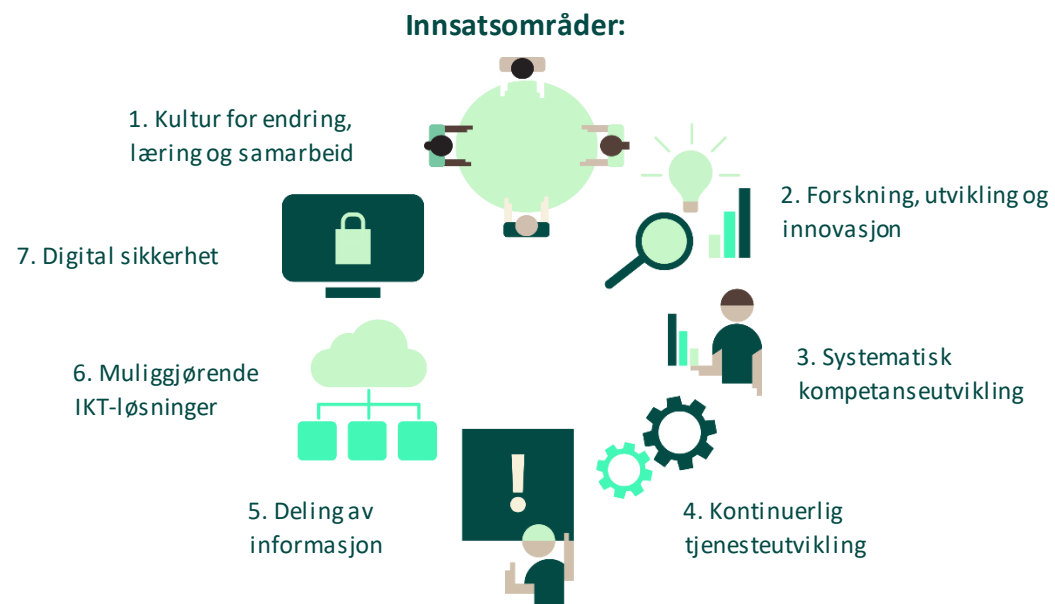 Innsatsområder:
1. Kultur for endring,
læring og samarbeid
2. Forskning, utvikling og
innovasjon
3. Systematisk
kompetanseutvikling
4. Kontinuerlig
tjenesteutvikling
5. Deling av
informasjon
6. Muliggjørende
IKT-løsninger
7. Digital sikkerhet
!